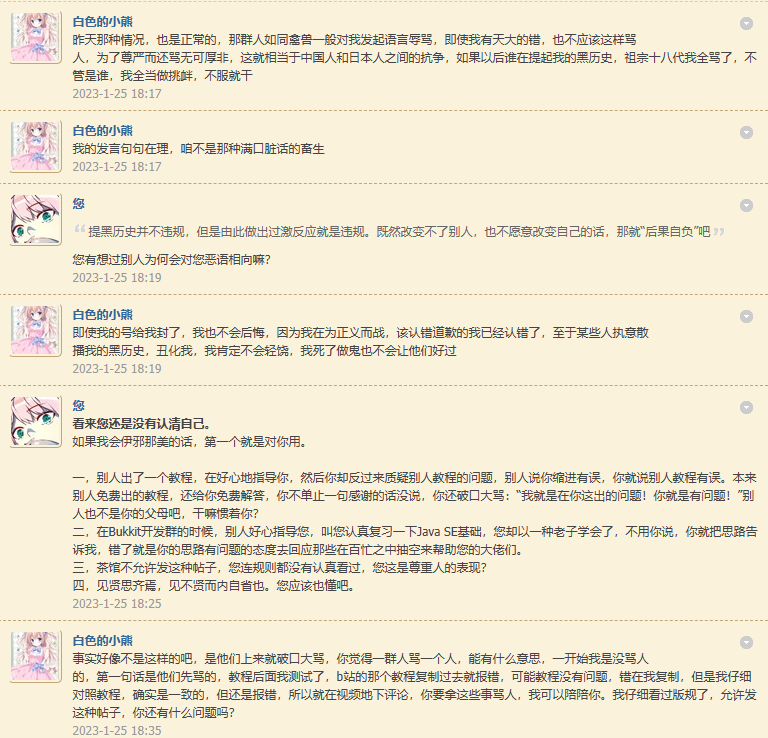 白色的小熊
昨天那种情况，也是正常的，那群人如同禽兽一般对我发起语言辱骂，即使我有天大的错，也不应该这样骂
人，为了尊严而还骂无可厚非，这就相当于中国人和日本人之间的抗争，如果以后谁在提起我的黑历史，祖宗十八代我全骂了，不
管是谁，我全当做挑衅，不服就干
2023-1-25 18:17
白色的小熊
我的发言句句在理，咱不是那种满口脏话的畜生
2023-1-25 18:17
您
“提黑历史并不违规，但是由此做出过激反应就是违规。既然改变不了别人，也不愿意改变自己的话，那就“后果自负”吧”
您有想过别人为何会对您恶语相向嘛?
2023-1-25 18:19
白色的小熊
即使我的号给我封了，我也不会后悔，因为我在为正义而战，该认错道歉的我已经认错了，至于某些人执意散
播我的黑历史，丑化我，我肯定不会轻饶，我死了做鬼也不会让他们好过
2023-1-25 18:19
您
看来您还是没有认清自己。
如果我会伊邪那美的话，第一个就是对你用。
一，别人出了一个教程，在好心地指导你，然后你却反过来质疑别人教程的问题，别人说你缩进有误，你就说别人教程有误。本来
别人免费出的教程，还给你免费解答，你不单止一句感谢的话没说，你还破口大骂：“我就是在你这出的问题！你就是有问题！”别
人也不是你的父母吧，干嘛惯着你？
二，在Bukkit开发群的时候，别人好心指导您，叫您认真复习一下Java SE基础，您却以一种老子学会了，不用你说，你就把思路告
诉我，错了就是你的思路有问题的态度去回应那些在百忙之中抽空来帮助您的大佬们。
三，茶馆不允许发这种帖子，您连规则都没有认真看过，您这是尊重人的表现？
四，见贤思齐焉，见不贤而内自省也。您应该也懂吧。
2023-1-25 18:25
白色的小熊
事实好像不是这样的吧，是他们上来就破口大骂，你觉得一群人骂一个人，能有什么意思，一开始我是没骂人
的，第一句话是他们先骂的，教程后面我测试了，b站的那个教程复制过去就报错，可能教程没有问题，错在我复制，但是我仔细
对照教程，确实是一致的，但还是报错，所以就在视频地下评论，你要拿这些事骂人，我可以陪陪你。我仔细看过版规了，允许发
这种帖子，你还有什么问题吗？
2023-1-25 18:35